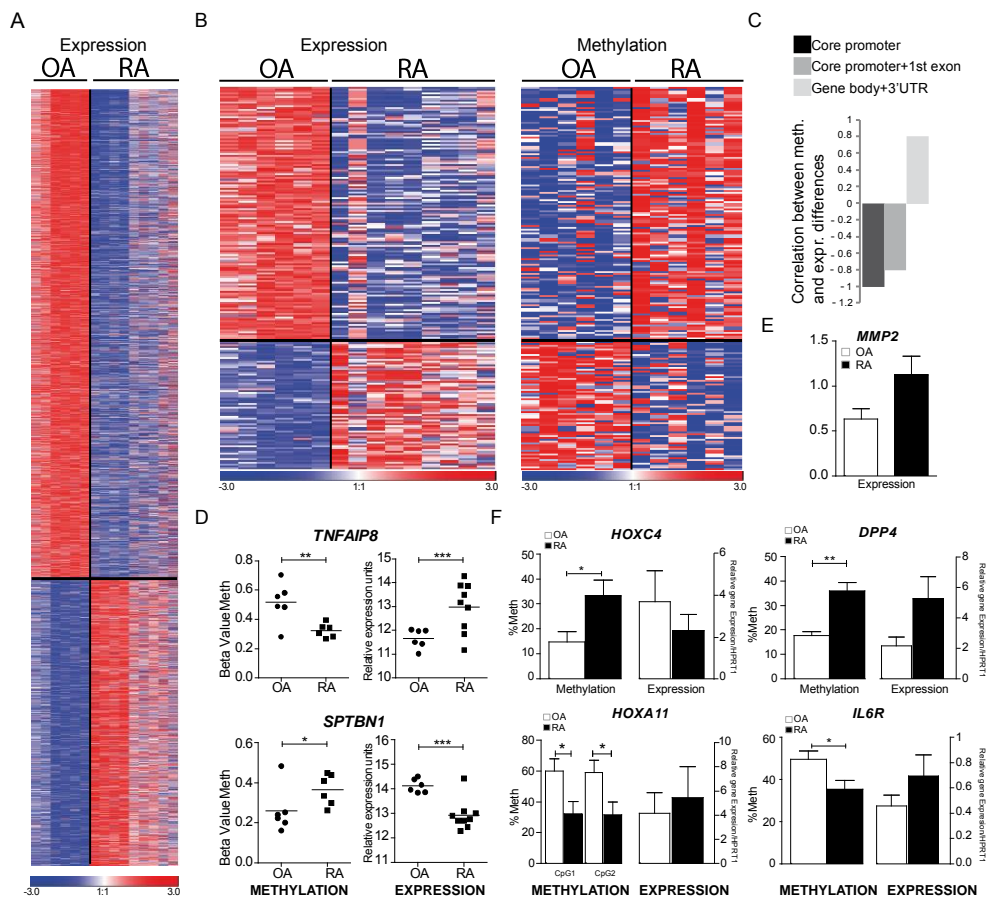 A
Expression
OA RA
-3.0 1:1 3.0
B
Expression
OA RA
-3.0 1:1 3.0
Methylation
OA RA
-3.0 1:1 3.0
C
Core promoter
Core promoter+1st exon
Gene body+3'UTR
Correlation between meth.
and expr. differences
1
0.8
0.6
0.4
0.2
0
- 0.2
- 0.4
- 0.6
- 0.8
- 1
- 1.2
E
MMP2
OA
RA
1.5
1.0
0.5
0.0
Expression
D
TNFAIP8
Beta Value Meth
0.8
0.6
0.4
0.2
0.0
**
OA RA
Relative expression units
15
14
13
12
11
10
***
OA RA
SPTBN1
Beta Value Meth
0.6
0.4
0.2
0.0
*
OA RA
METHYLATION
Relative expression units
15
14
13
12
11
***
OA RA
EXPRESSION
F
HOXC4
OA
RA
%Meth
50
40
30
20
10
0
*
Methylation Expression
6
4
2
0
Relative gene Expresion/HPRT1
DPP4
OA
RA
%Meth
50
40
30
20
10
0
**
Methylation Expression
8
6
4
2
0
Relative gene Expresion/HPRT1
HOXA11
OA
RA
%Meth
80
60
40
20
0
* *
CpG1 CpG2
METHYLATION EXPRESSION
10
8
6
4
2
0
Relative gene Expresion/HPRT1
IL6R
OA
RA
%Meth
60
40
20
0
*
METHYLATION EXPRESSION
1
0.8
0.6
0.4
0.2
0.0
Relative gene Expresion/HPRT1